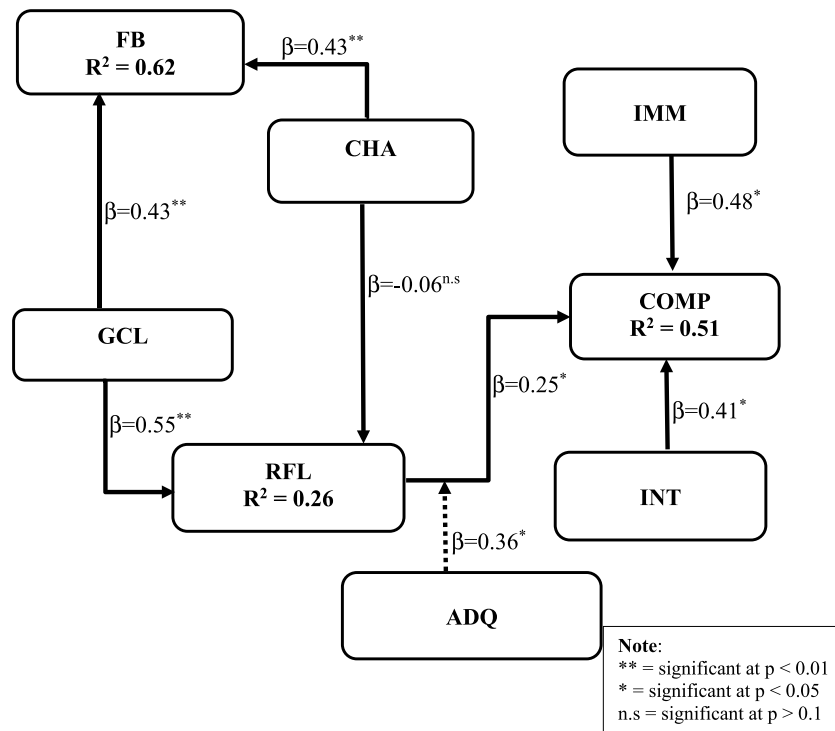 FB
R² = 0.62
β=0.43**
CHA
IMM
β=0.43**
β=0.48*
β=-0.06n.s
GCL
COMP
R² = 0.51
β=0.55**
β=0.25*
β=0.41*
RFL
R² = 0.26
INT
β=0.36*
ADQ
Note:
** = significant at p < 0.01
* = significant at p < 0.05
n.s = significant at p > 0.1